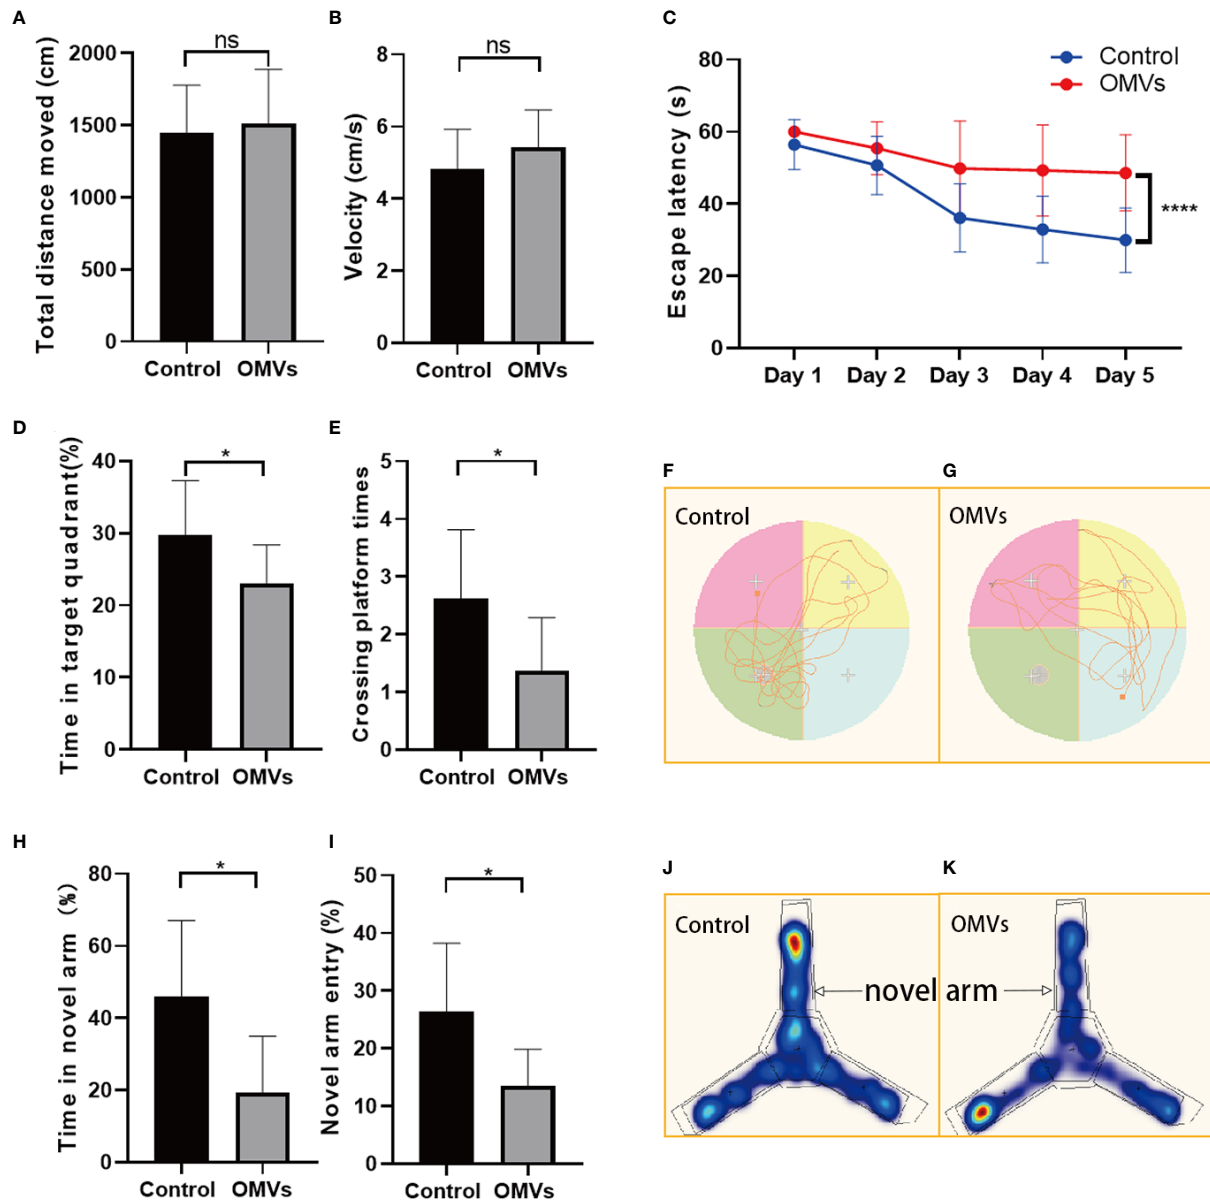 A
Total distance moved (cm)
2000
1500
1000
500
0
ns
Control
OMVs
B
Velocity (cm/s)
8
6
4
2
0
ns
Control
OMVs
C
Escape latency (s)
80
60
40
20
0
Control
OMVs
****
Day 1
Day 2
Day 3
Day 4
Day 5
D
Time in target quadrant(%)
40
30
20
10
0
*
Control
OMVs
E
Crossing platform times
5
4
3
2
1
0
*
Control
OMVs
F
Control
G
OMVs
H
Time in novel arm (%)
80
60
40
20
0
*
Control
OMVs
I
Novel arm entry (%)
50
40
30
20
10
0
*
Control
OMVs
J
Control
K
OMVs
novel arm